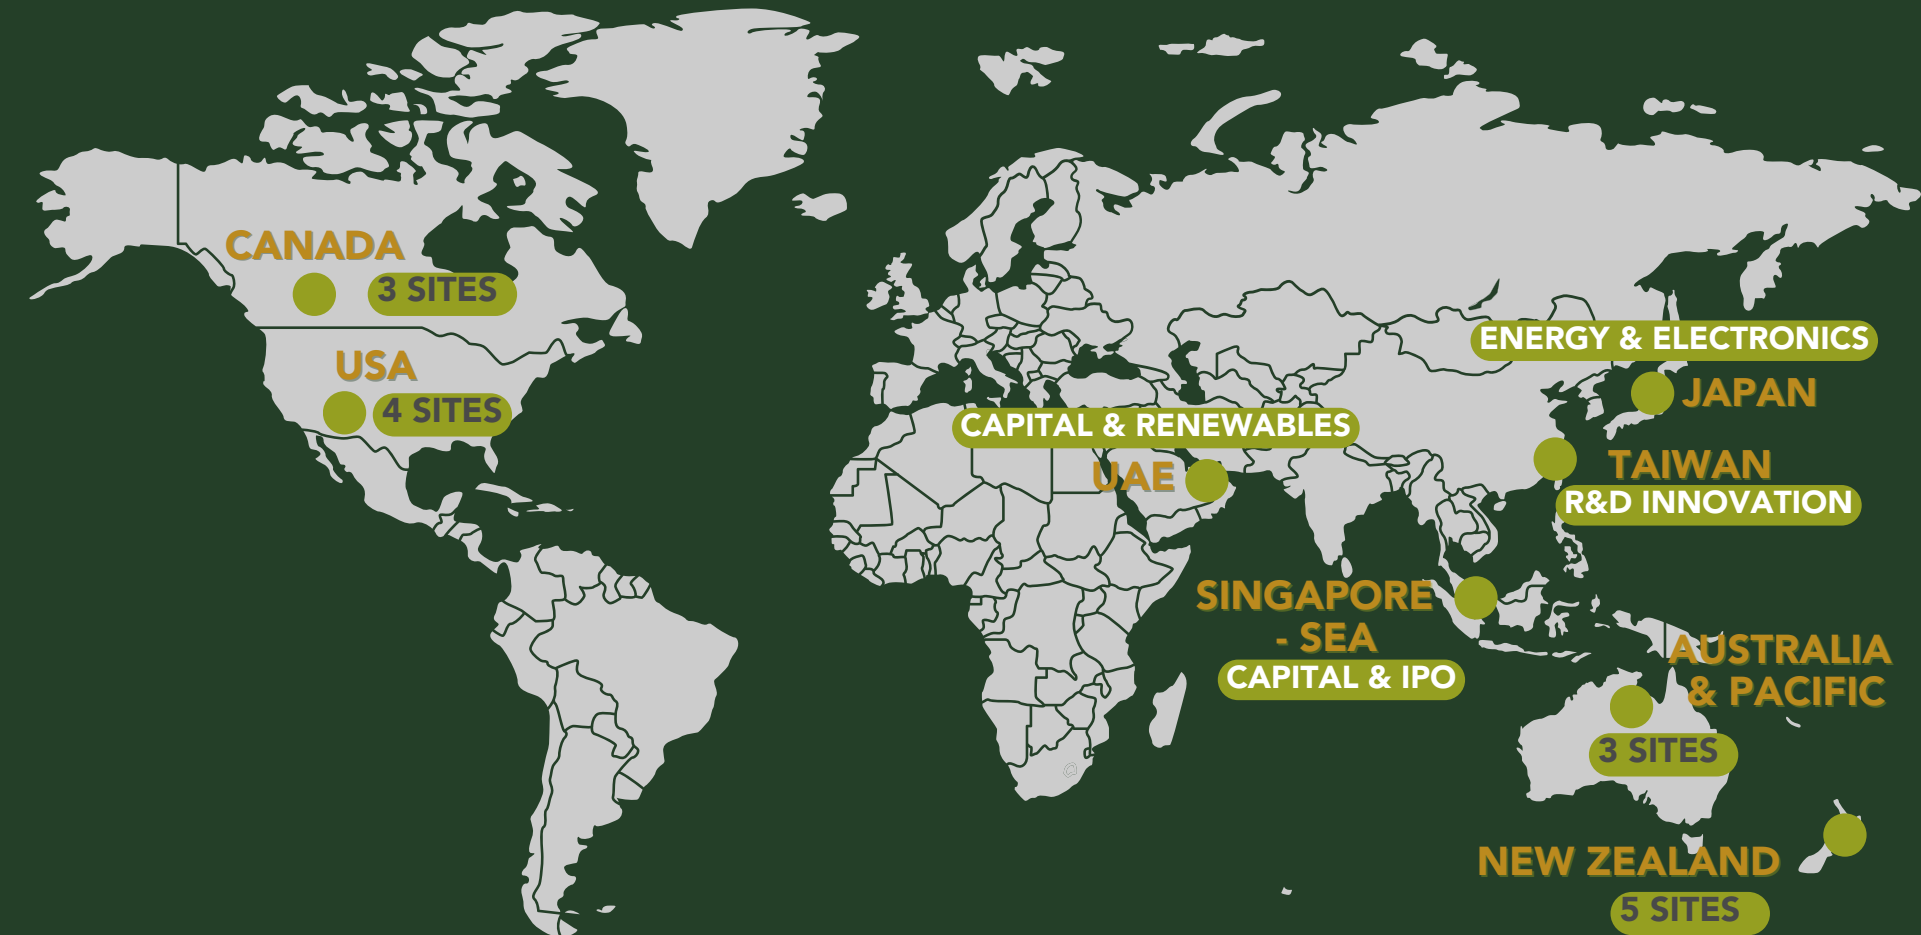 CANADA
3 SITES
USA
4 SITES
ENERGY & ELECTRONICS
JAPAN
CAPITAL & RENEWABLES
UAE
TAIWAN
R&D INNOVATION
SINGAPORE
- SEA
CAPITAL & IPO
AUSTRALIA
& PACIFIC
3 SITES
NEW ZEALAND
5 SITES